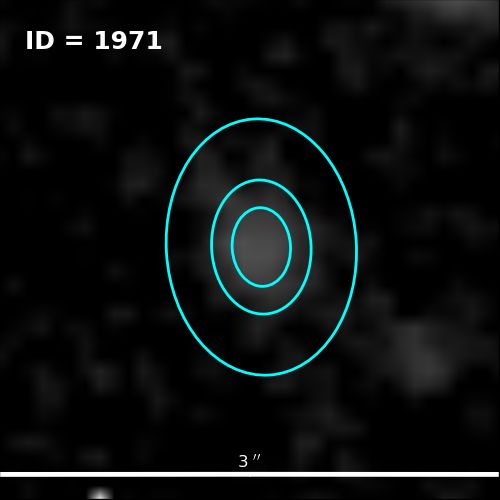 ID = 1971
3 ″